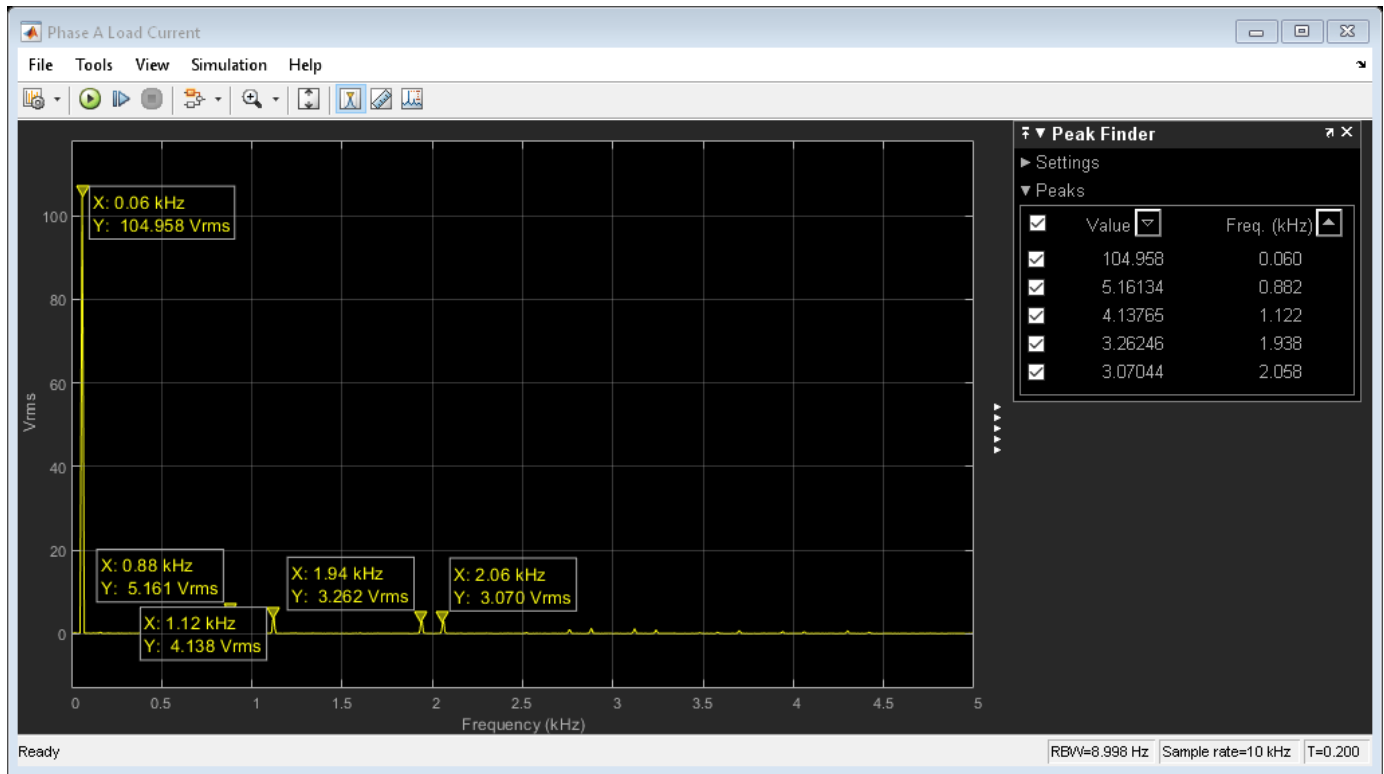 Phase A Load Current
File Tools View Simulation Help
X: 0.06 kHz
Y: 104.958 Vrms
X: 0.88 kHz
Y: 5.161 Vrms
X: 1.12 kHz
Y: 4.138 Vrms
X: 1.94 kHz
Y: 3.262 Vrms
X: 2.06 kHz
Y: 3.070 Vrms
100
80
60
40
20
0
Vrms
0 0.5 1 1.5 2 2.5 3 3.5 4 4.5 5
Frequency (kHz)
Peak Finder
Settings
Peaks
Value Freq. (kHz)
104.958 0.060
5.16134 0.882
4.13765 1.122
3.26246 1.938
3.07044 2.058
Ready
RBW=8.998 Hz Sample rate=10 kHz T=0.200